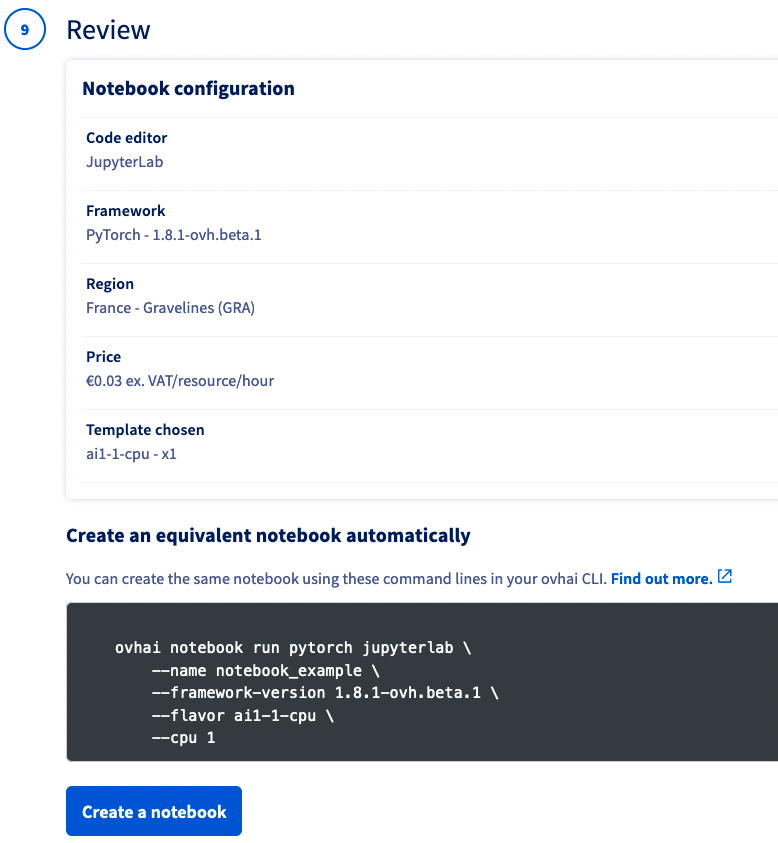 9
Review
Notebook configuration
Code editor
JupyterLab
Framework
PyTorch - 1.8.1-ovh.beta.1
Region
France - Gravelines (GRA)
Price
€0.03 ex. VAT/resource/hour
Template chosen
ai1-1-cpu - x1
Create an equivalent notebook automatically
You can create the same notebook using these command lines in your ovhai CLI. Find out more.
ovhai notebook run pytorch jupyterlab \
--name notebook_example \
--framework-version 1.8.1-ovh.beta.1 \
--flavor ai1-1-cpu \
--cpu 1
Create a notebook